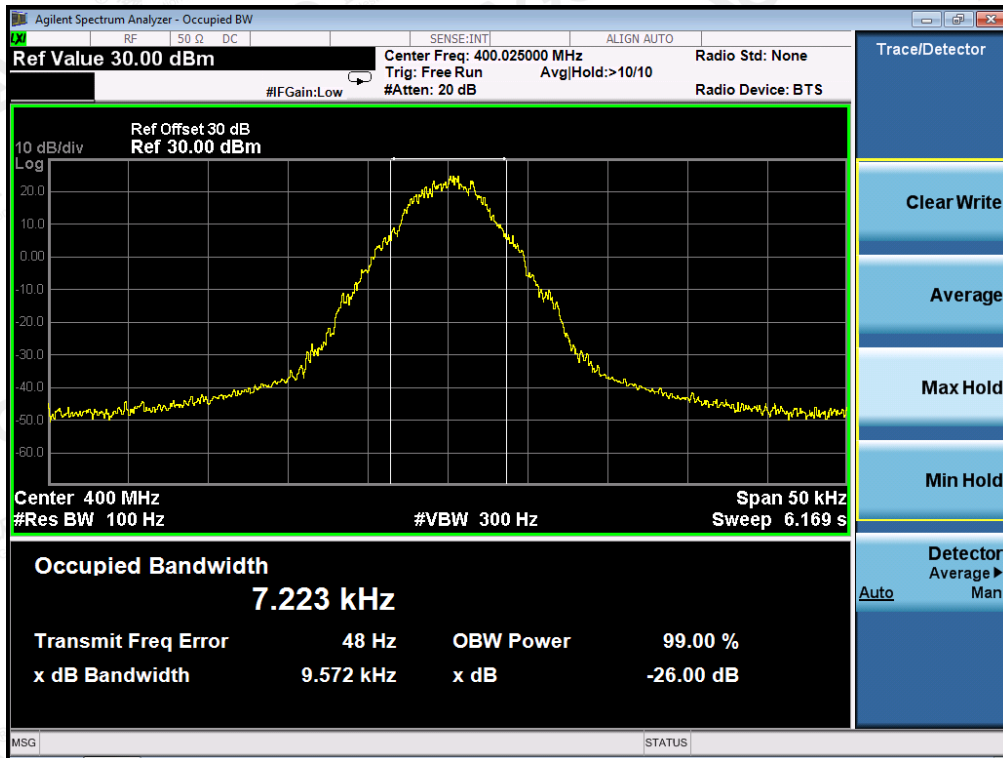 Agilent Spectrum Analyzer - Occupied BW
LXI RF 50 Ω DC SENSE:INT ALIGN AUTO
Ref Value 30.00 dBm
Center Freq: 400.025000 MHz
Radio Std: None
Trig: Free Run Avg|Hold:>10/10
#IFGain:Low
#Atten: 20 dB
Radio Device: BTS
Ref Offset 30 dB
10 dB/div Ref 30.00 dBm
Log
20.0
10.0
0.00
-10.0
-20.0
-30.0
-40.0
-50.0
-60.0
Center 400 MHz Span 50 kHz
#Res BW 100 Hz #VBW 300 Hz Sweep 6.169 s
Occupied Bandwidth
7.223 kHz
Transmit Freq Error 48 Hz OBW Power 99.00 %
x dB Bandwidth 9.572 kHz x dB -26.00 dB
MSG STATUS
Trace/Detector
Clear Write
Average
Max Hold
Min Hold
Detector
Average
Auto Man